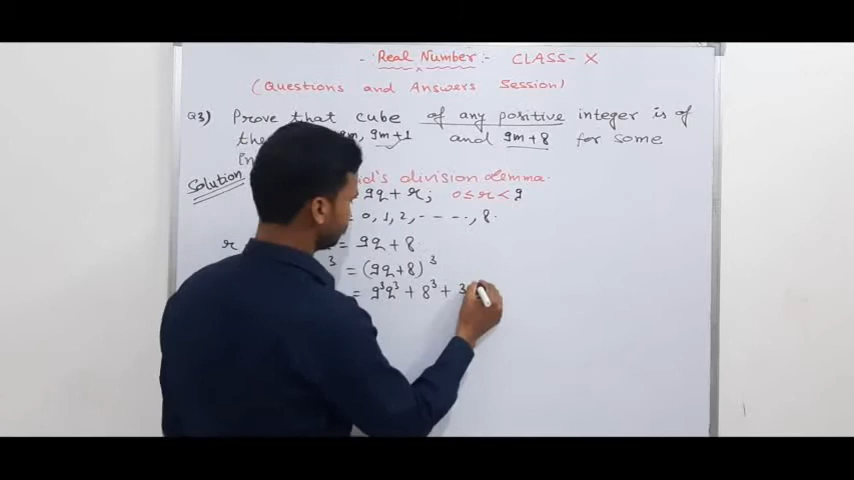 - Real Number :- CLASS- X
(Questions and Answers Session)
Q3) Prove that cube of any positive integer is of
the 9m, 9m+1 and 9m+8 for some
Solution division Lemma.
9q + r; 0 ≤ r < 9
0, 1, 2, - - - - ., 8.
r = 9q + 8
3 = (9q+8)³
= 9³q³ + 8³ + 3